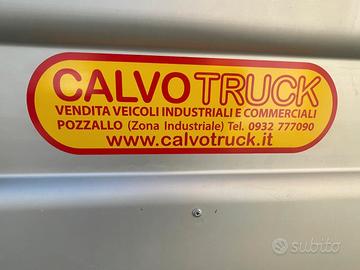 CALVOTRUCK
VENDITA VEICOLI INDUSTRIALI E COMMERCIALI
POZZALLO (Zona Industriale) Tel. 0932 777090
www.calvotruck.it
subito